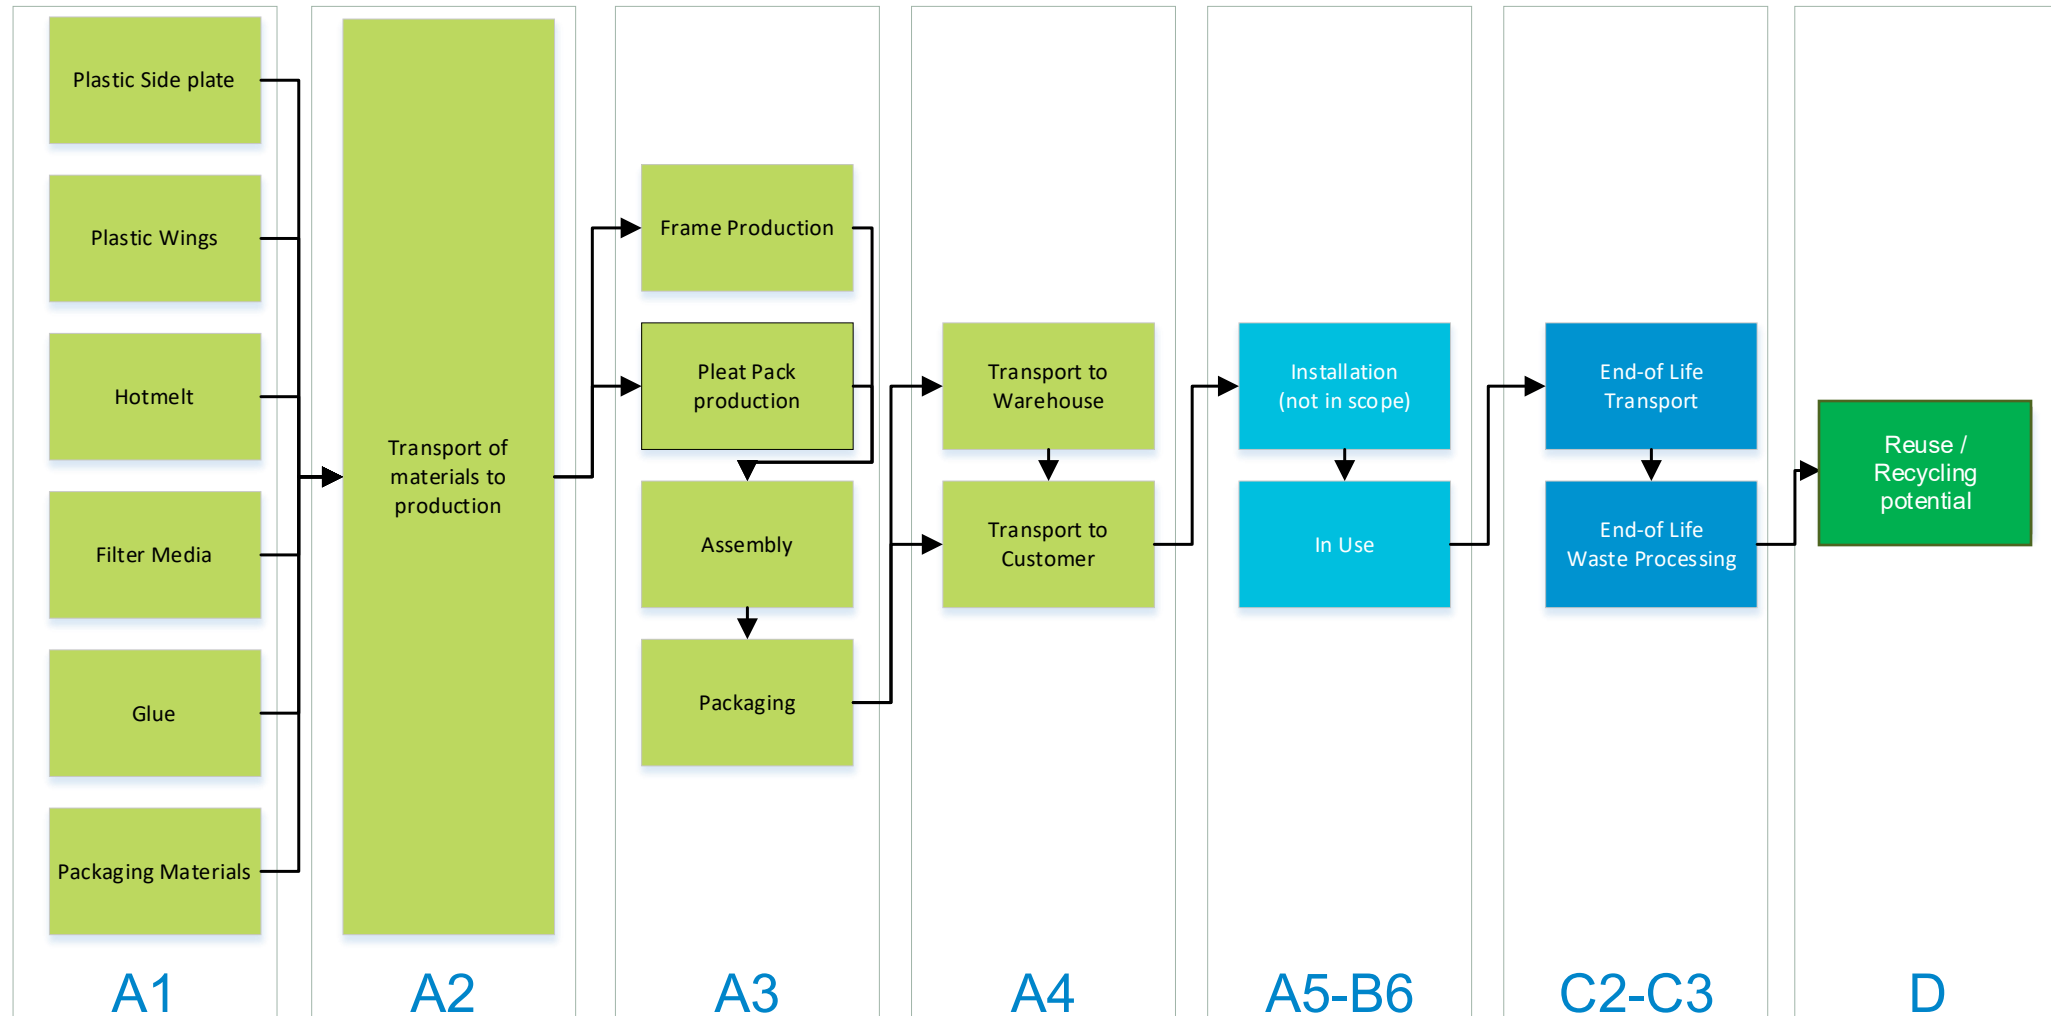 Plastic Side plate
Plastic Wings
Hotmelt
Filter Media
Glue
Packaging Materials
A1
Transport of
materials to
production
A2
Frame Production
Pleat Pack
production
Assembly
Packaging
A3
Transport to
Warehouse
Transport to
Customer
A4
Installation
(not in scope)
In Use
A5-B6
End-of Life
Transport
End-of Life
Waste Processing
C2-C3
Reuse /
Recycling
potential
D